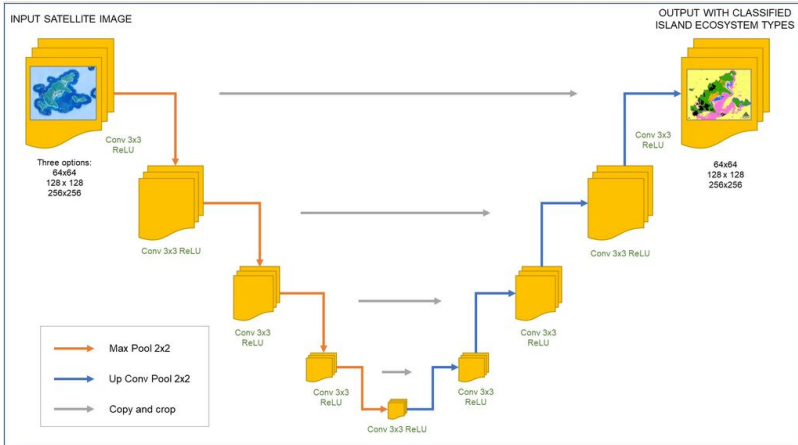 INPUT SATELLITE IMAGE
OUTPUT WITH CLASSIFIED
ISLAND ECOSYSTEM TYPES
Conv 3x3
ReLU
Three options:
64x64
128 x 128
256x256
Conv 3x3
ReLU
64x64
128 x 128
256x256
Conv 3x3 ReLU
Conv 3x3 ReLU
Conv 3x3
ReLU
Conv 3x3
ReLU
Conv 3x3
ReLU
Conv 3x3
ReLU
Conv 3x3 ReLU
Max Pool 2x2
Up Conv Pool 2x2
Copy and crop